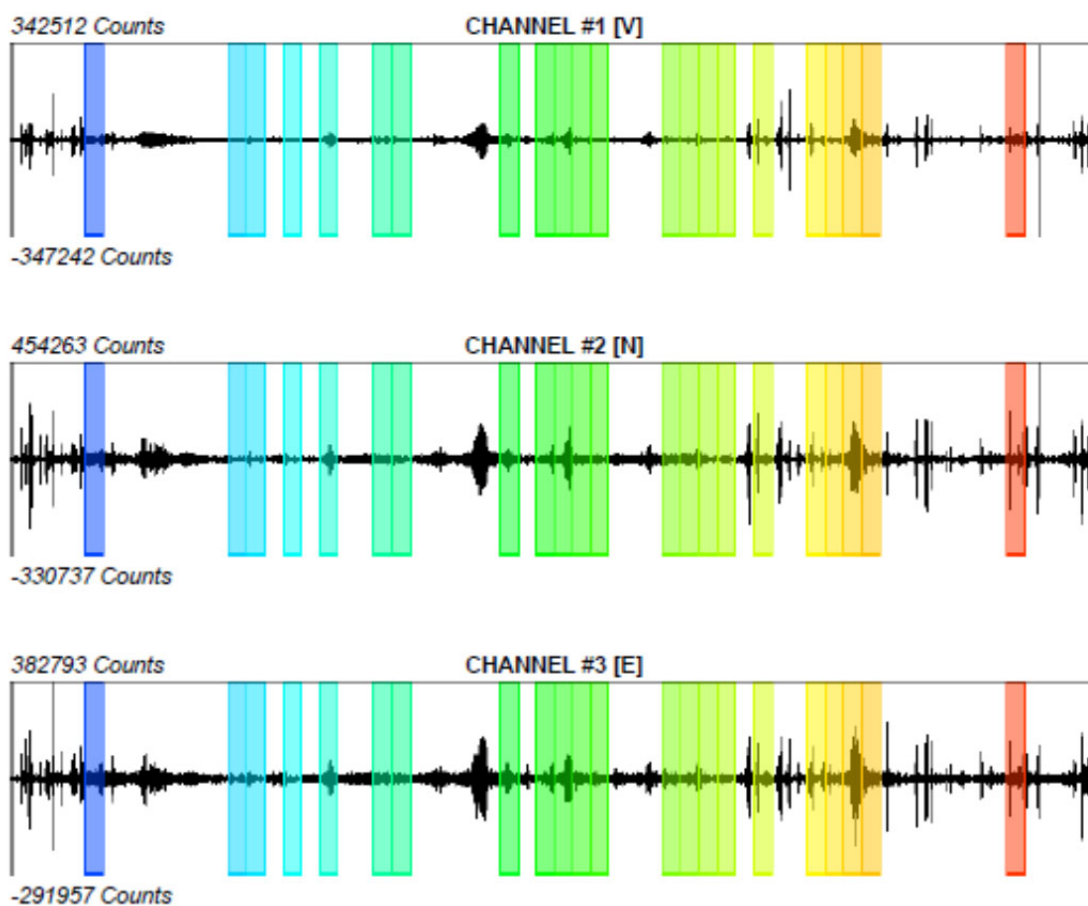 342512 Counts
CHANNEL #1 [V]
-347242 Counts
454263 Counts
CHANNEL #2 [N]
-330737 Counts
382793 Counts
CHANNEL #3 [E]
-291957 Counts